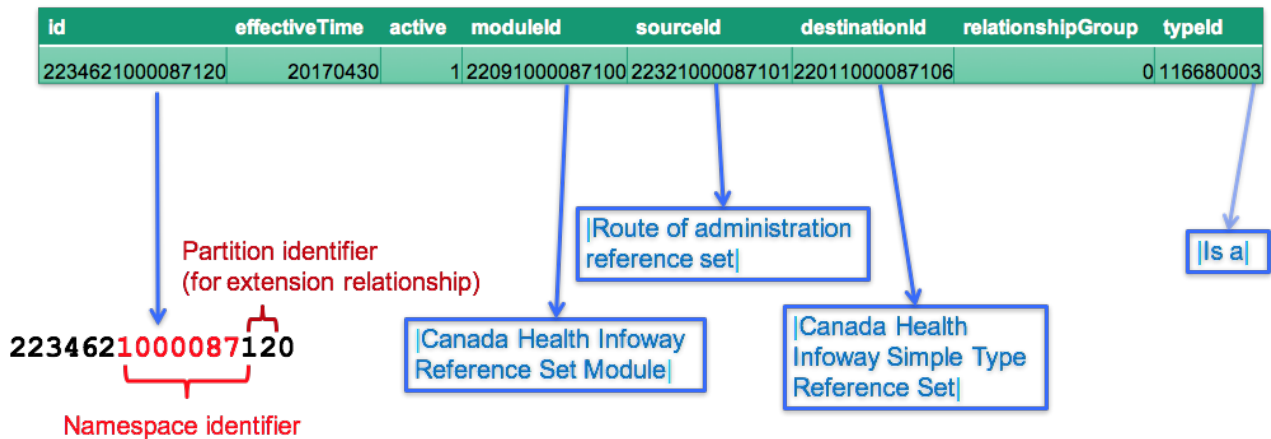 id effectiveTime active moduleId sourceId destinationId relationshipGroup typeId
2234621000087120 20170430 1 22091000087100 223210000​87101 22011000087106 0 116680003
|Route of administration
reference set|
|Is a|
Partition identifier
(for extension relationship)
2234621000087120
|Canada Health Infoway
Reference Set Module|
|Canada Health
Infoway Simple Type
Reference Set|
Namespace identifier